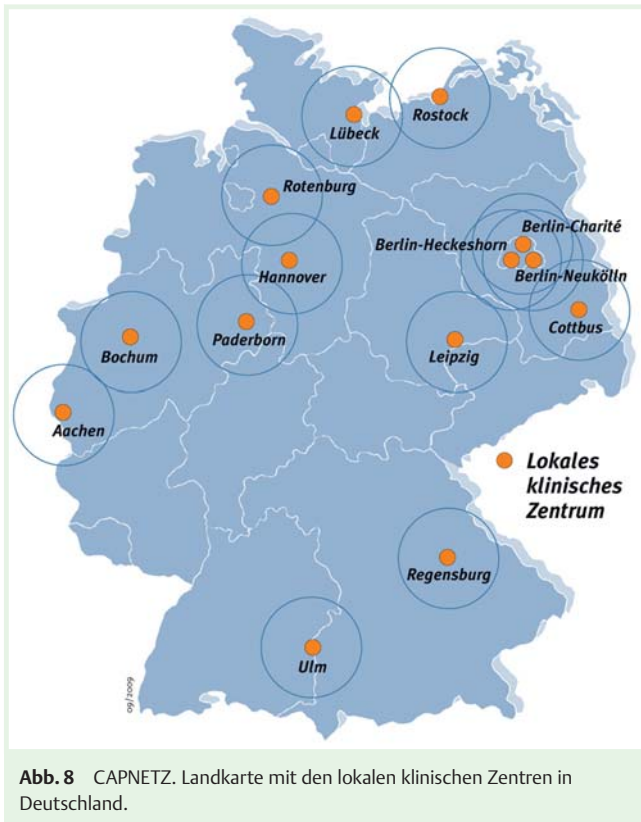 Lübeck
Rostock
Rotenburg
Berlin-Charité
Berlin-Heckeshorn
Hannover
Berlin-Neukölln
Paderborn
Bochum
Leipzig
Cottbus
Aachen
Lokales
klinisches
Zentrum
Regensburg
Ulm
09/2009
Abb. 8 CAPNETZ. Landkarte mit den lokalen klinischen Zentren in
Deutschland.